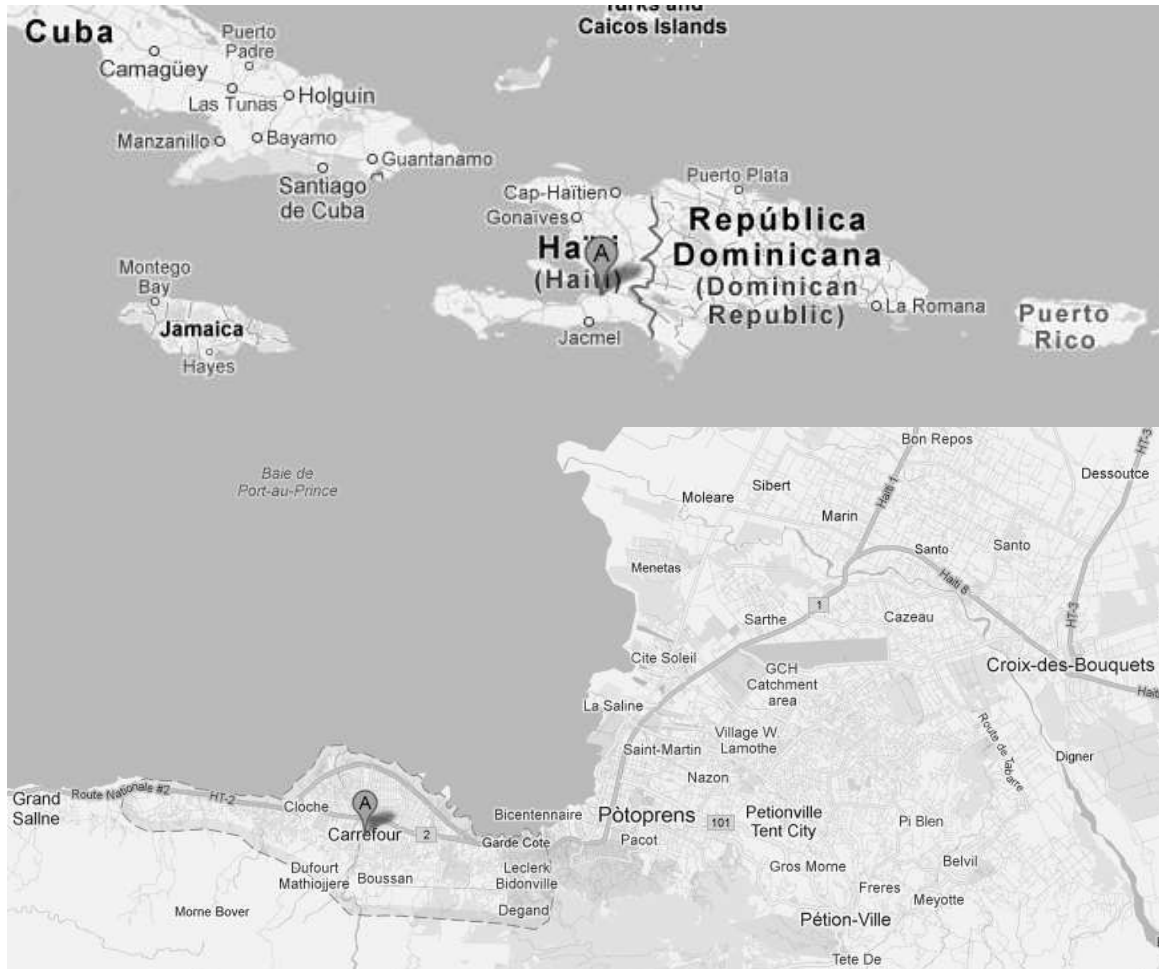 Turks and
Caicos Islands
Cuba
Puerto
Padre
Camagüey
Las Tunas
Holguin
Manzanillo
Bayamo
Guantanamo
Santiago
de Cuba
Cap-Haïtien
Gonaïves
Puerto Plata
República
Dominicana
(Dominican
Republic)
A
(Haiti)
La Romana
Puerto
Rico
Montego
Bay
Jamaica
Hayes
Jacmel
Baie de
Port-au-Prince
Bon Repos
HT-3
Dessoutce
Sibert
Moleare
Haiti 1
Marin
Santo
Santo
Menetas
Haiti 8
1
HT-3
Sarthe
Cazeau
Cite Soleil
GCH
Catchment
area
Croix-des-Bouquets
La Saline
Saint-Martin
Village W
Lamothe
Route de Tabarre
Digner
Nazon
Grand
Saline
Route Nationale #2
HT-2
Cloche
A
Carrefour
2
Bicentennaire
Garde Cote
Pòtoprens
101
Pacot
Petionville
Tent City
Pi Blen
Dufourt
Mathiojjere
Boussan
Leclerk
Bidonville
Degand
Gros Morne
Belvil
Freres
Meyotte
Morne Bover
Pétion-Ville
Tete De